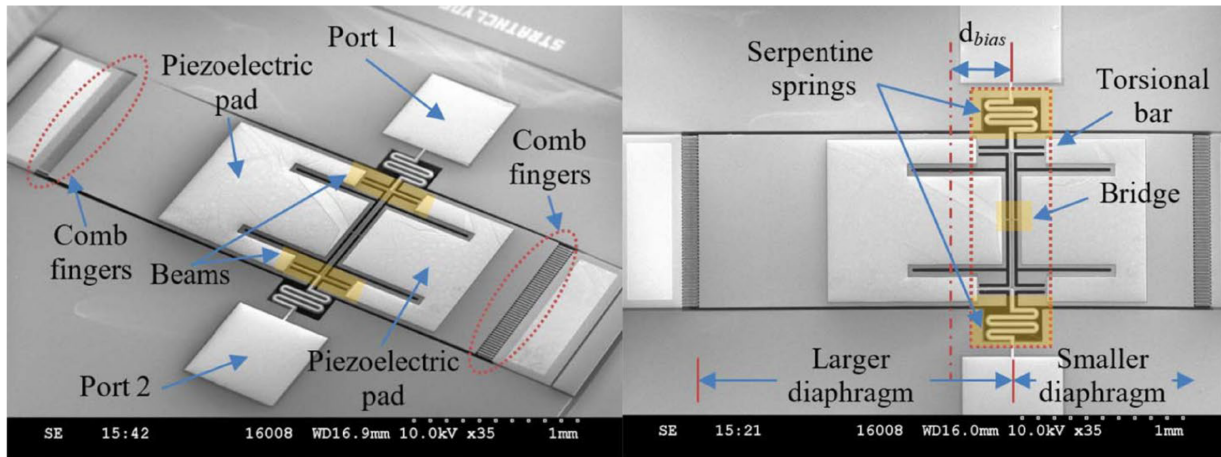 STRATHCLYDE
Port 1
Piezoelectric
pad
Comb
fingers
Comb
fingers
Beams
Port 2
Piezoelectric
pad
SE 15:42 16008 WD16.9mm 10.0kV x35 1mm
dbias
Serpentine
springs
Torsional
bar
Bridge
Larger
diaphragm
Smaller
diaphragm
SE 15:21 16008 WD16.0mm 10.0kV x35 1mm